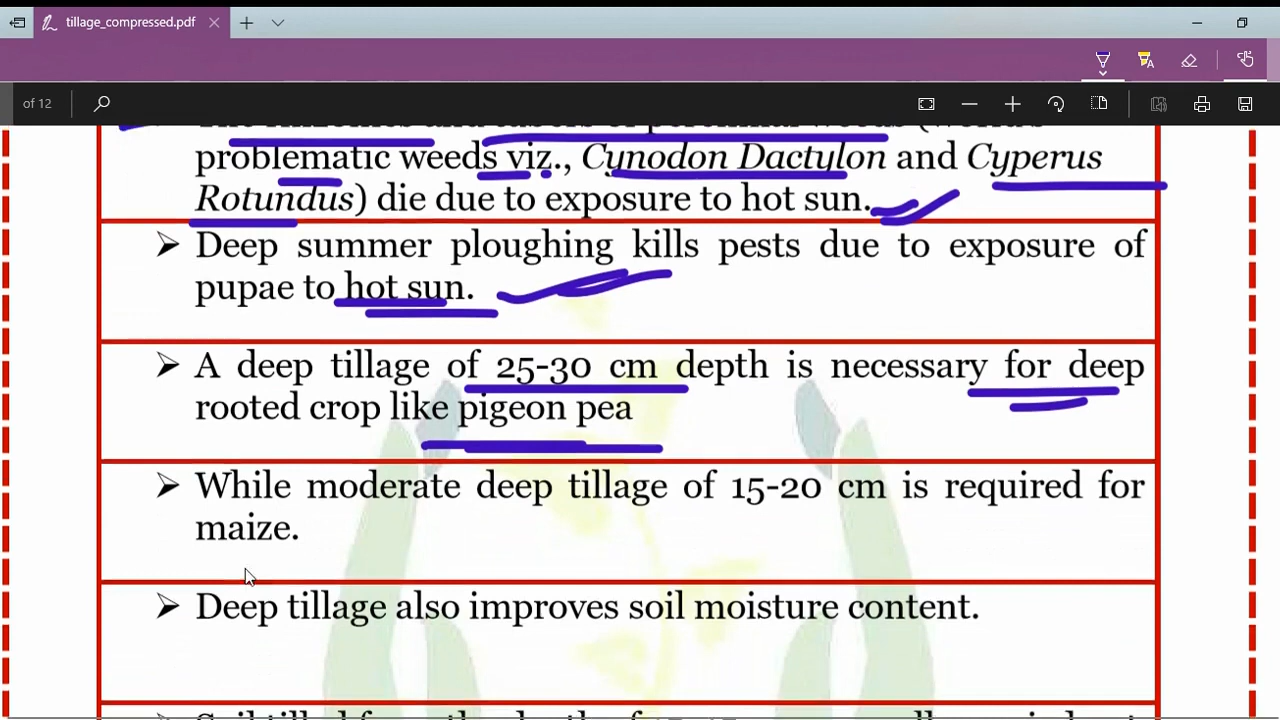 tillage_compressed.pdf
of 12
problematic weeds viz., Cynodon Dactylon and Cyperus
Rotundus) die due to exposure to hot sun.
➢ Deep summer ploughing kills pests due to exposure of
pupae to hot sun.
➢ A deep tillage of 25-30 cm depth is necessary for deep
rooted crop like pigeon pea
➢ While moderate deep tillage of 15-20 cm is required for
maize.
➢ Deep tillage also improves soil moisture content.